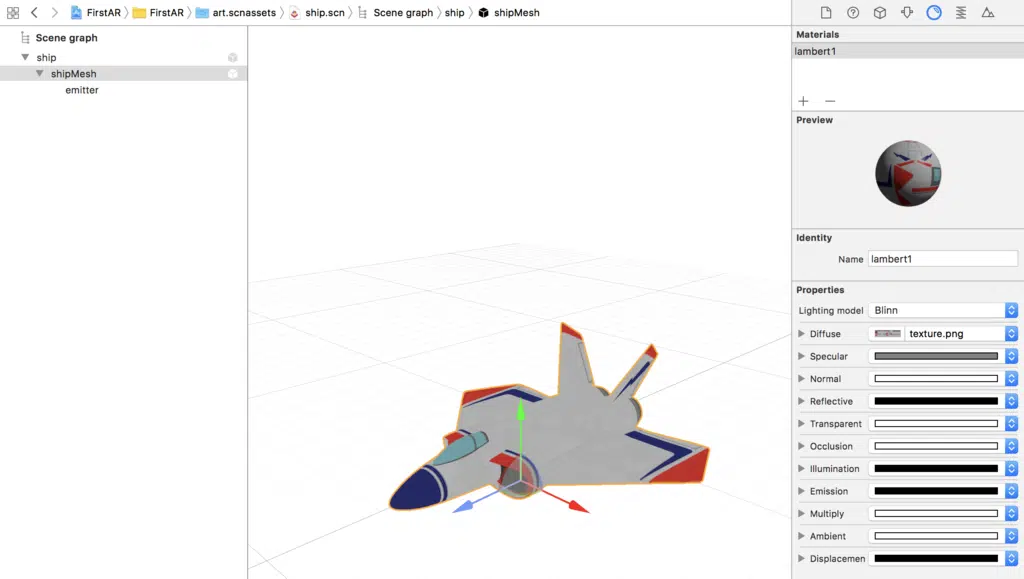 FirstAR FirstAR art.scnassets ship.scn Scene graph ship shipMesh
Scene graph
ship
shipMesh
emitter
Materials
lambert1
Preview
Identity
Name lambert1
Properties
Lighting model Blinn
Diffuse texture.png
Specular
Normal
Reflective
Transparent
Occlusion
Illumination
Emission
Multiply
Ambient
Displacemen